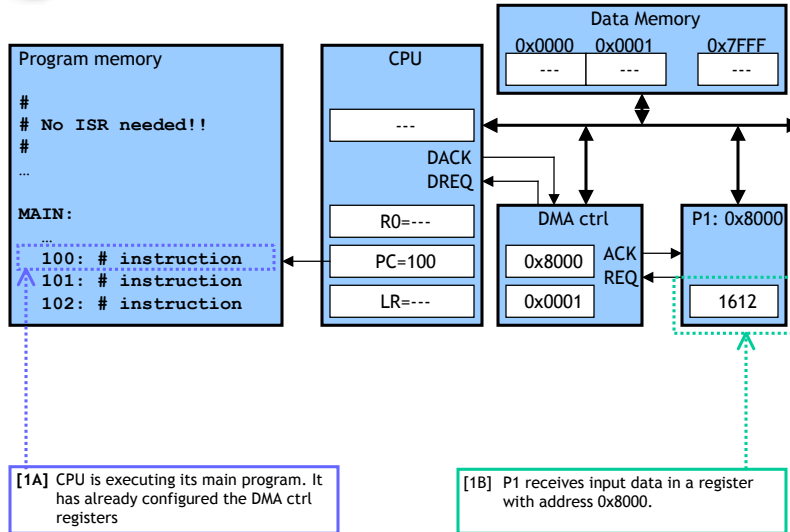 Data Memory
0x0000 0x0001 0x7FFF
--- --- ---
Program memory
#
# No ISR needed!!
#
…
MAIN:
…
100: # instruction
101: # instruction
102: # instruction
CPU
---
DACK
DREQ
R0=---
PC=100
LR=---
DMA ctrl
0x8000
0x0001
ACK
REQ
P1: 0x8000
1612
[1A] CPU is executing its main program. It
has already configured the DMA ctrl
registers
[1B] P1 receives input data in a register
with address 0x8000.